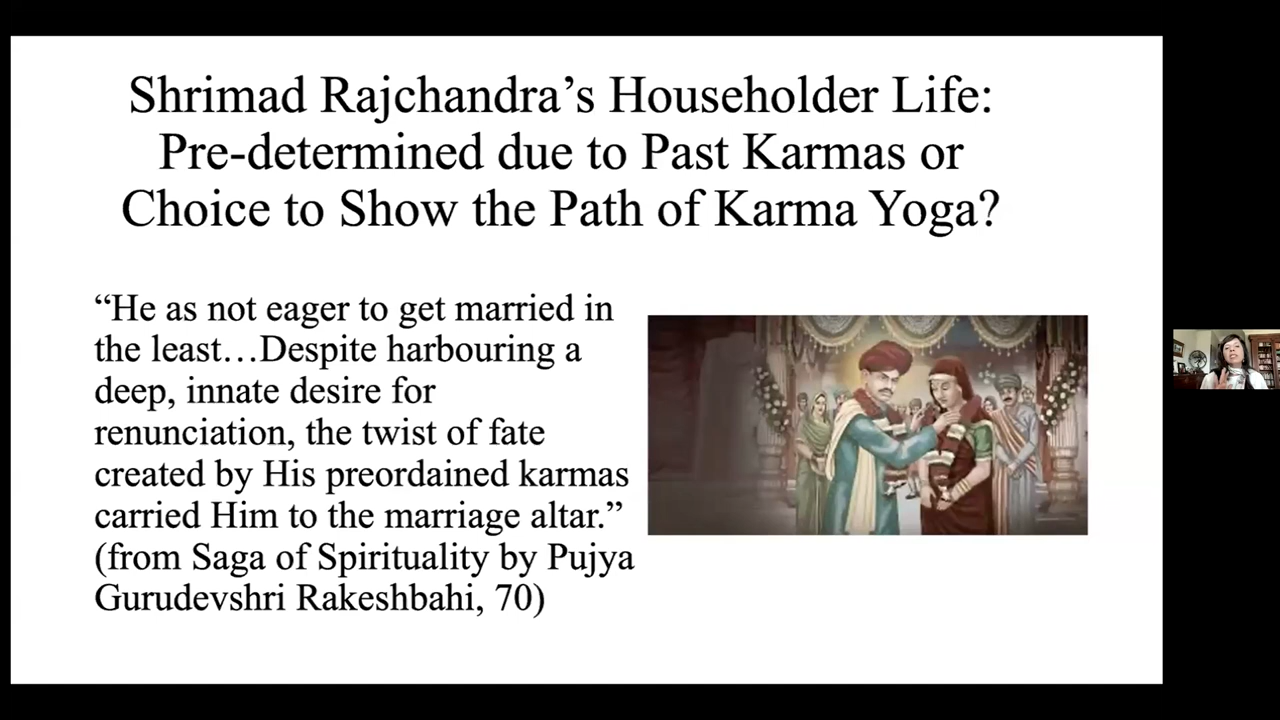 Shrimad Rajchandra’s Householder Life:
Pre-determined due to Past Karmas or
Choice to Show the Path of Karma Yoga?
“He as not eager to get married in
the least…Despite harbouring a
deep, innate desire for
renunciation, the twist of fate
created by His preordained karmas
carried Him to the marriage altar.”
(from Saga of Spirituality by Pujya
Gurudevshri Rakeshbahi, 70)